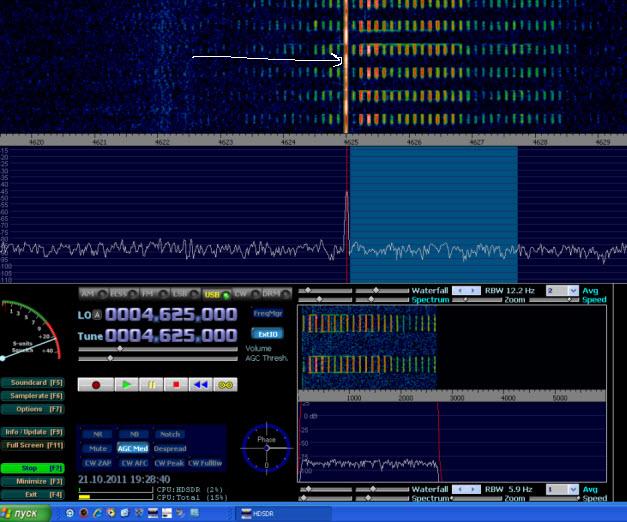 4620 4621 4622 4623 4624 4625 4626 4627 4628 4629
-15
-30
-35
-40
-45
-50
-55
-60
-65
-70
-75
-80
-85
-90
-95
-100
110
AM ECSS FM LSB USB CW DRM
LO A 0004,625,000 FreqMgr
Tune 0004,625,000 ExtIO
Volume
AGC Thresh.
S-units
Squelch
+20
+40
Soundcard [F5]
Samplerate [F6]
Options [F7]
Info / Update [F9]
Full Screen [F11]
Stop [F2]
Minimize [F3]
Exit [F4]
NR NB Notch
Mute AGC Med Despread
CW ZAP CW AFC CW Peak CW FullBw
Phase
0
21.10.2011 19:28:40
CPU:HDSDR (2%)
CPU:Total (15%)
Waterfall RBW 12.2 Hz 2 Avg
Spectrum Zoom Speed
1000 2000 3000 4000 5000
0 dB
Waterfall RBW 5.9 Hz 1 Avg
Spectrum Zoom Speed
пуск HDSDR